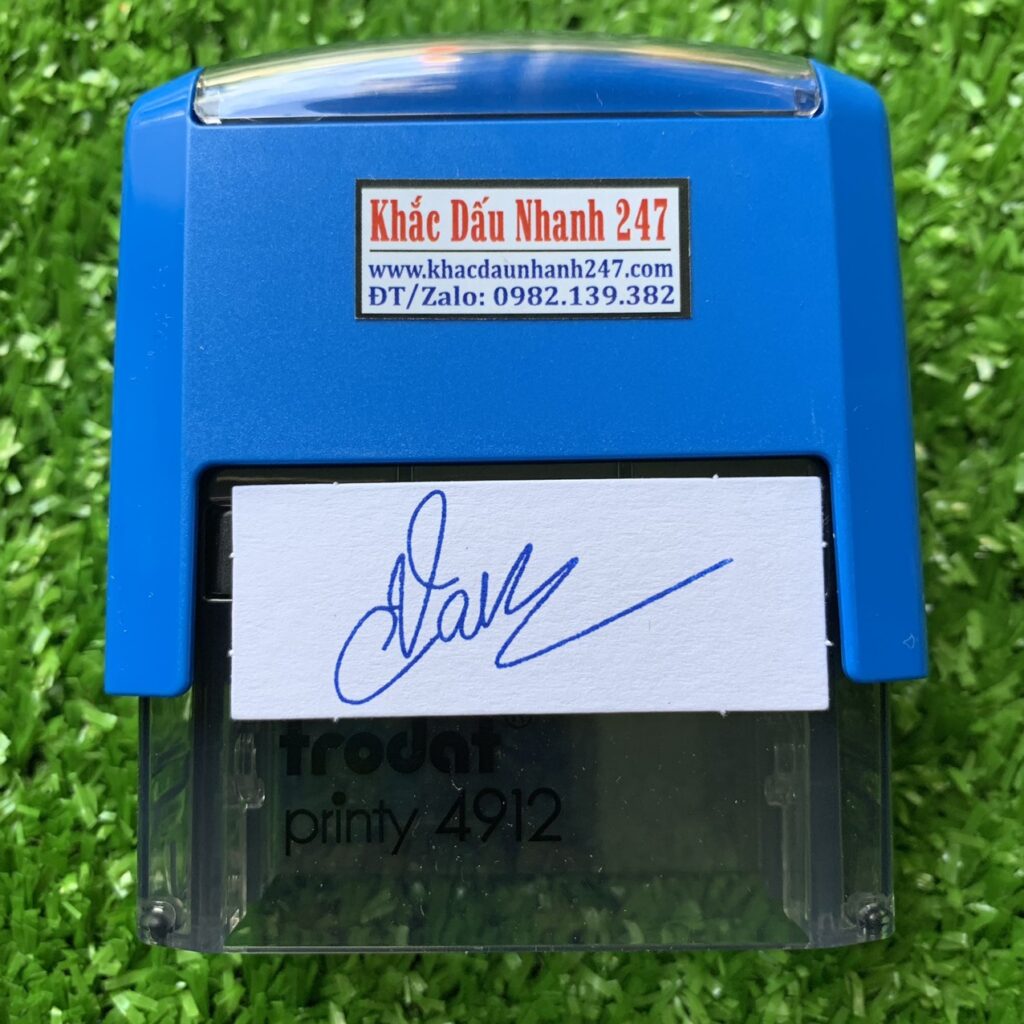 Khắc Dấu Nhanh 247
www.khacdaunhanh247.com
ĐT/Zalo: 0982.139.382
trodat®
printy 4912